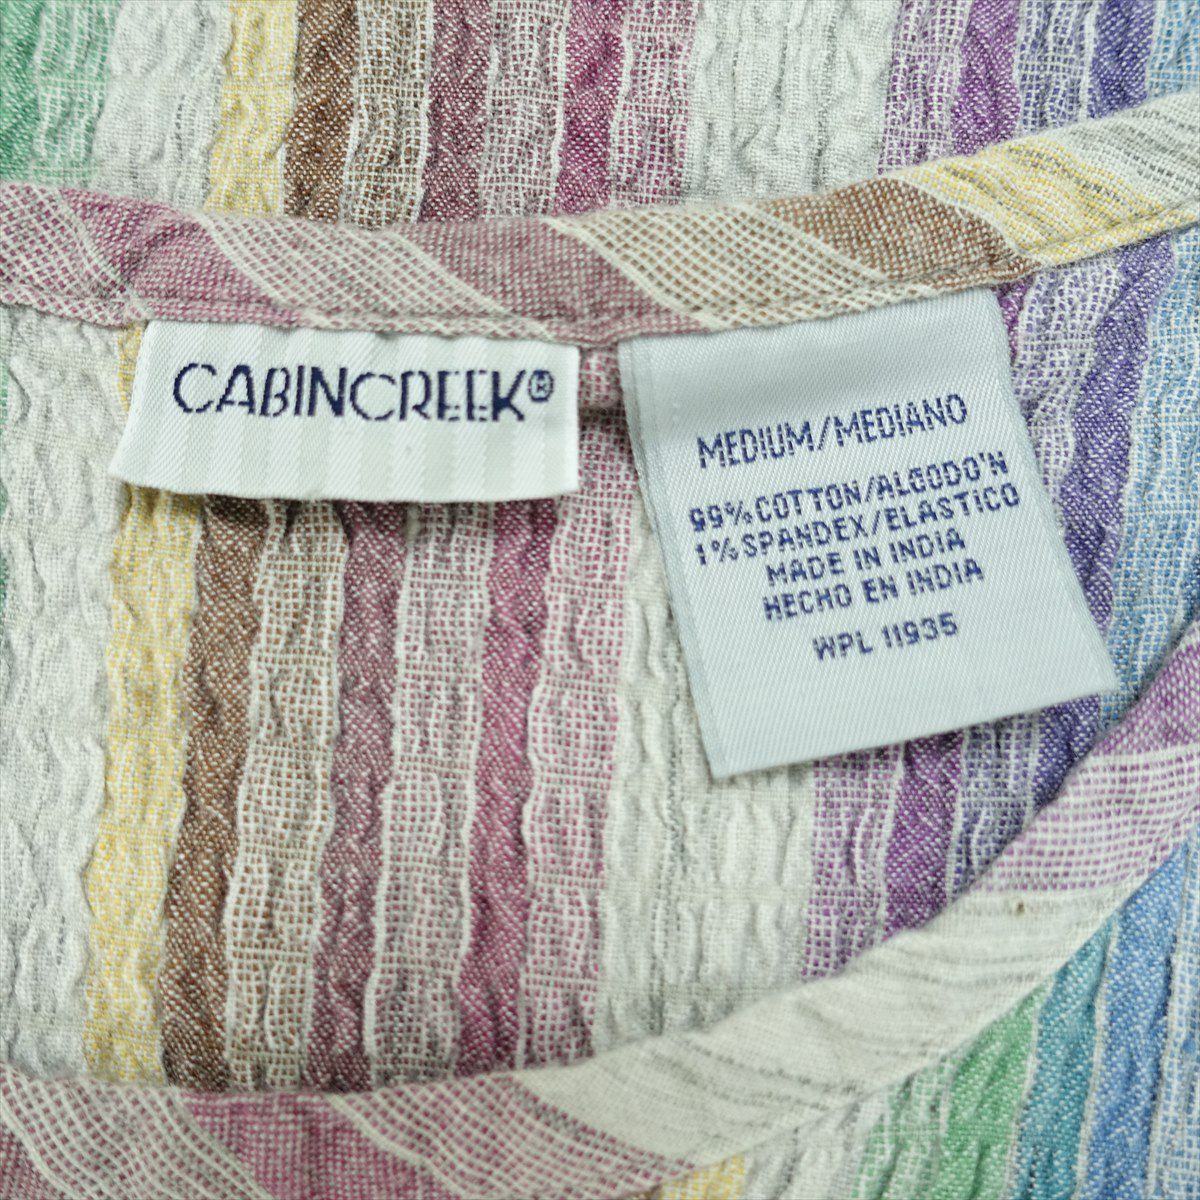 CABINCREEK®
MEDIUM/MEDIANO
99% COTTON/ALGODO'N
1% SPANDEX/ELASTICO
MADE IN INDIA
HECHO EN INDIA
WPL 11935